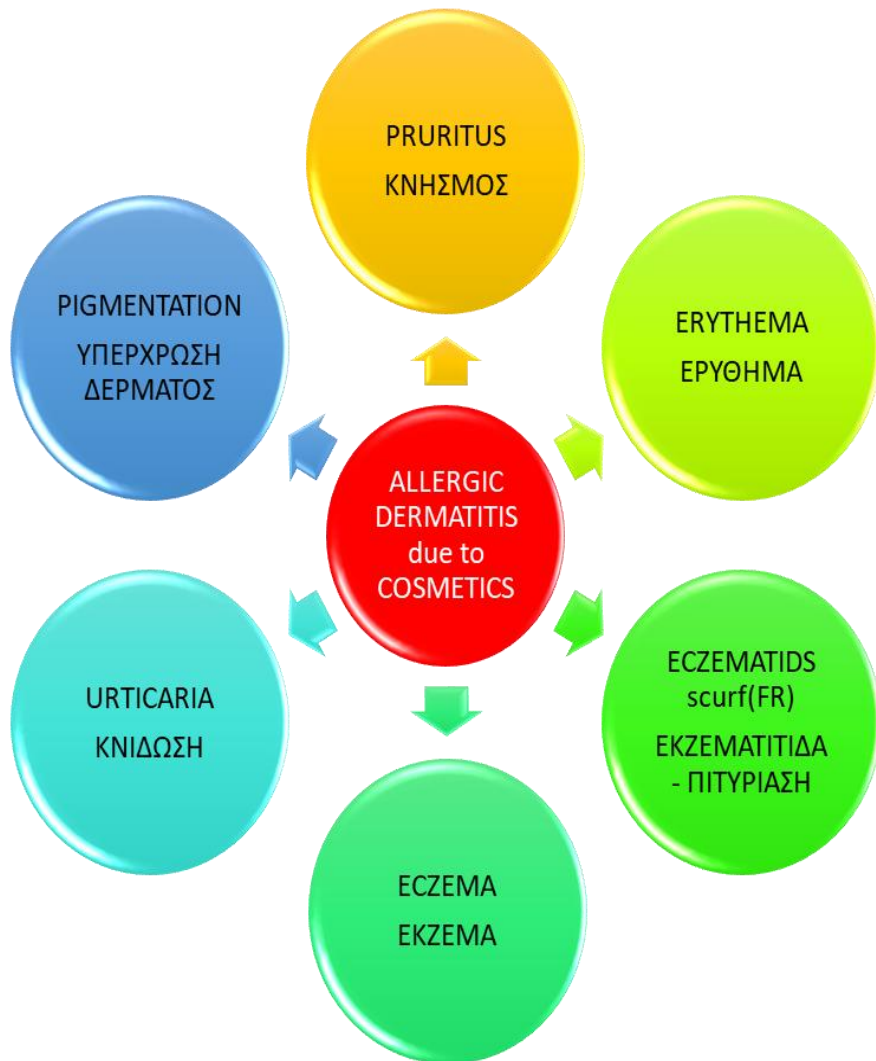 PRURITUS
ΚΝΗΣΜΟΣ
PIGMENTATION
ΥΠΕΡΧΡΩΣΗ
ΔΕΡΜΑΤΟΣ
ERYTHEMA
ΕΡΥΘΗΜΑ
ALLERGIC
DERMATITIS
due to
COSMETICS
URTICARIA
ΚΝΙΔΩΣΗ
ECZEMATIDS
scurf(FR)
ΕΚΖΕΜΑΤΙΤΙΔΑ
- ΠΙΤΥΡΙΑΣΗ
ECZEMA
ΕΚΖΕΜΑ